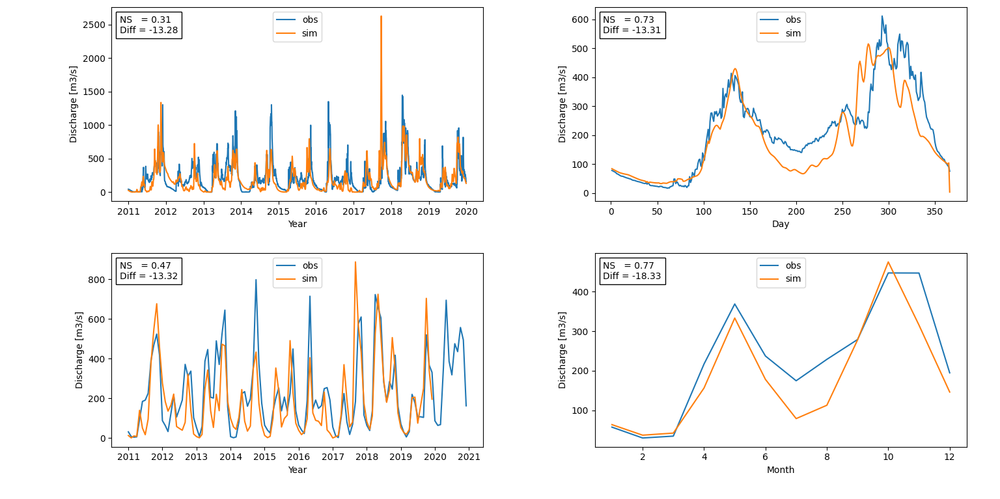 NS   = 0.31
Diff = -13.28
obs
sim
Discharge [m3/s]
2500
2000
1500
1000
500
0
2011 2012 2013 2014 2015 2016 2017 2018 2019 2020
Year
NS   = 0.73
Diff = -13.31
obs
sim
Discharge [m3/s]
600
500
400
300
200
100
0
0 50 100 150 200 250 300 350
Day
NS   = 0.47
Diff = -13.32
obs
sim
Discharge [m3/s]
800
600
400
200
0
2011 2012 2013 2014 2015 2016 2017 2018 2019 2020 2021
Year
NS   = 0.77
Diff = -18.33
obs
sim
Discharge [m3/s]
400
300
200
100
2 4 6 8 10 12
Month